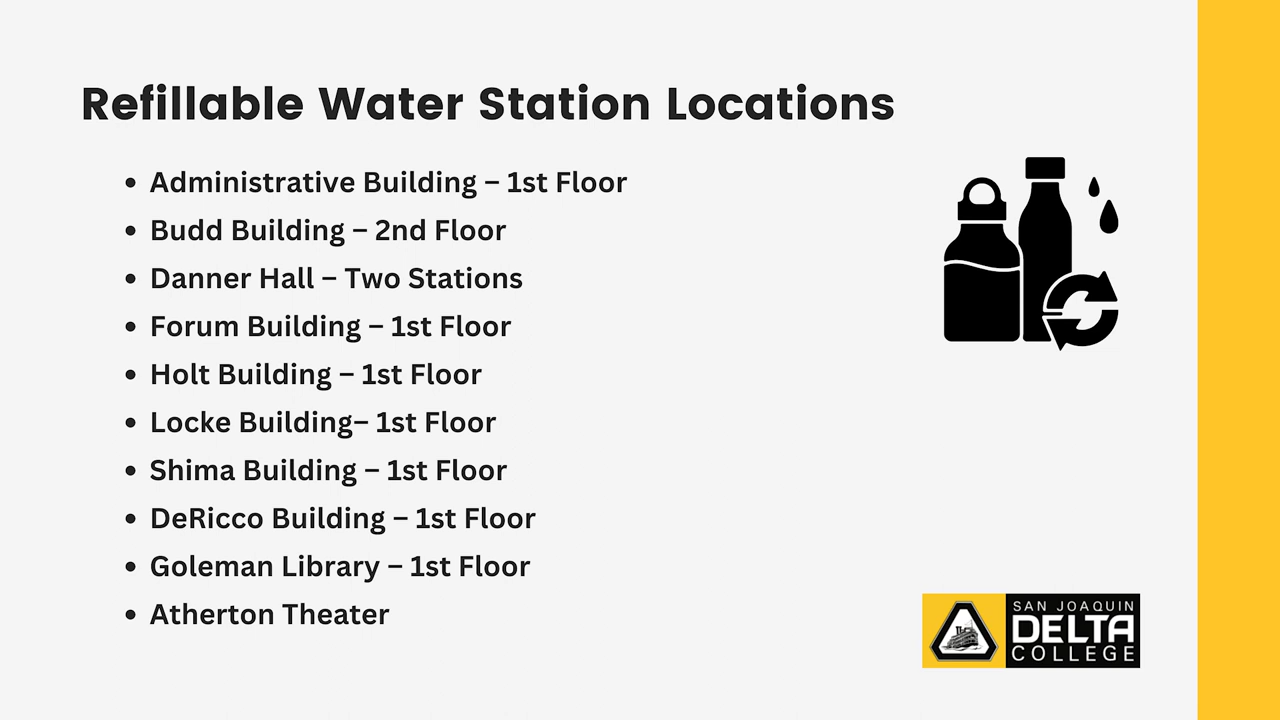 Refillable Water Station Locations
• Administrative Building – 1st Floor
• Budd Building – 2nd Floor
• Danner Hall – Two Stations
• Forum Building – 1st Floor
• Holt Building – 1st Floor
• Locke Building– 1st Floor
• Shima Building – 1st Floor
• DeRicco Building – 1st Floor
• Goleman Library – 1st Floor
• Atherton Theater
SAN JOAQUIN
DELTA
COLLEGE